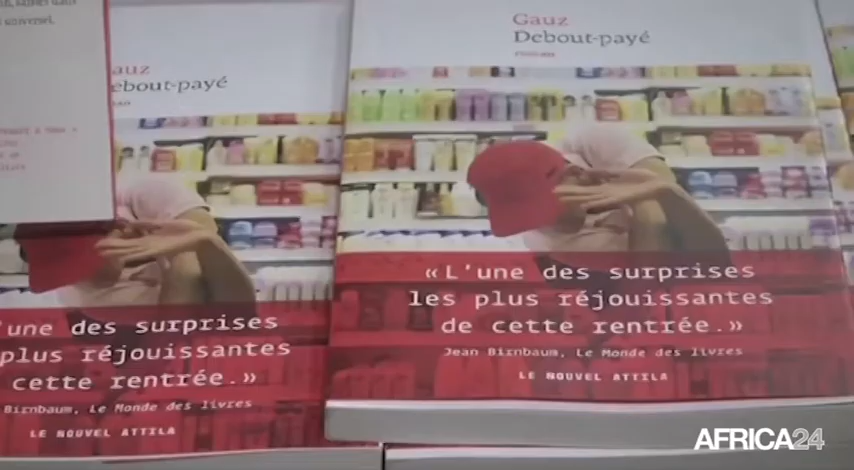 universel.
auz
ebout-payé
'une des surprises
plus réjouissantes
cette rentrée.»
Birnbaum, Le Monde des livres
LE NOUVEL ATTILA
Gauz
Debout-payé
«L'une des surprises
les plus réjouissantes
de cette rentrée.»
Jean Birnbaum, Le Monde des livres
LE NOUVEL ATTILA
AFRICA24